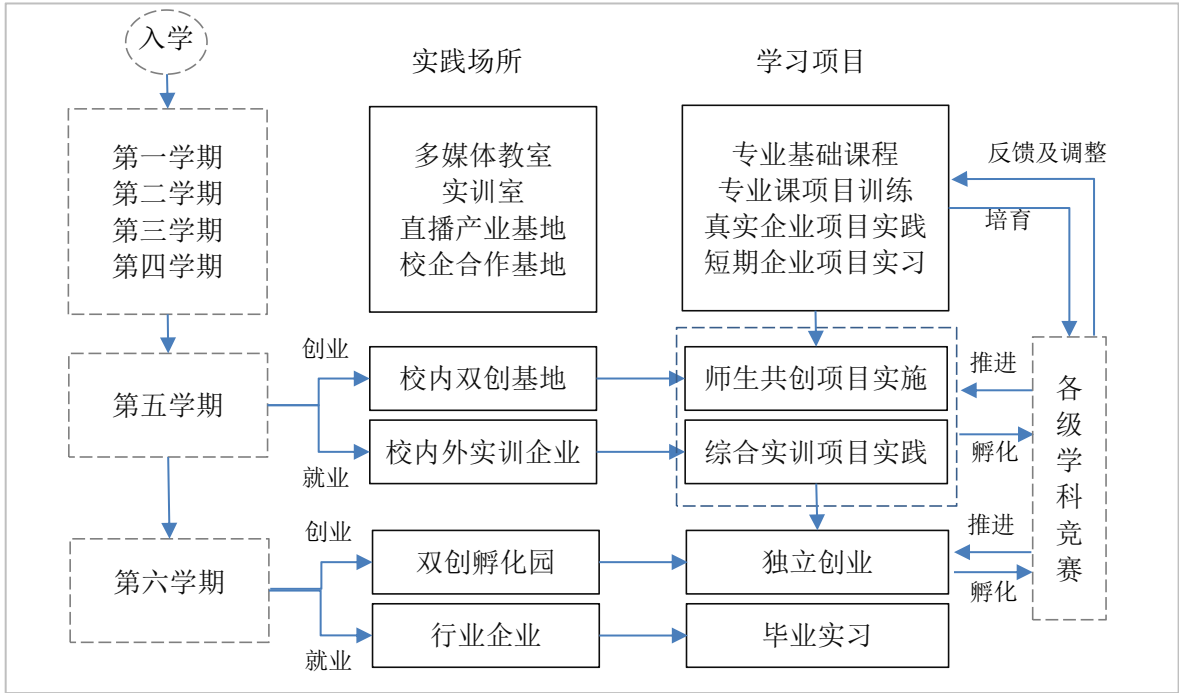 入学
实践场所
学习项目
第一学期
第二学期
第三学期
第四学期
多媒体教室
实训室
直播产业基地
校企合作基地
专业基础课程
专业课项目训练
真实企业项目实践
短期企业项目实习
反馈及调整
培育
第五学期
创业
就业
校内双创基地
校内外实训企业
师生共创项目实施
综合实训项目实践
推进
孵化
各级学科竞赛
第六学期
创业
就业
双创孵化园
行业企业
独立创业
毕业实习
推进
孵化